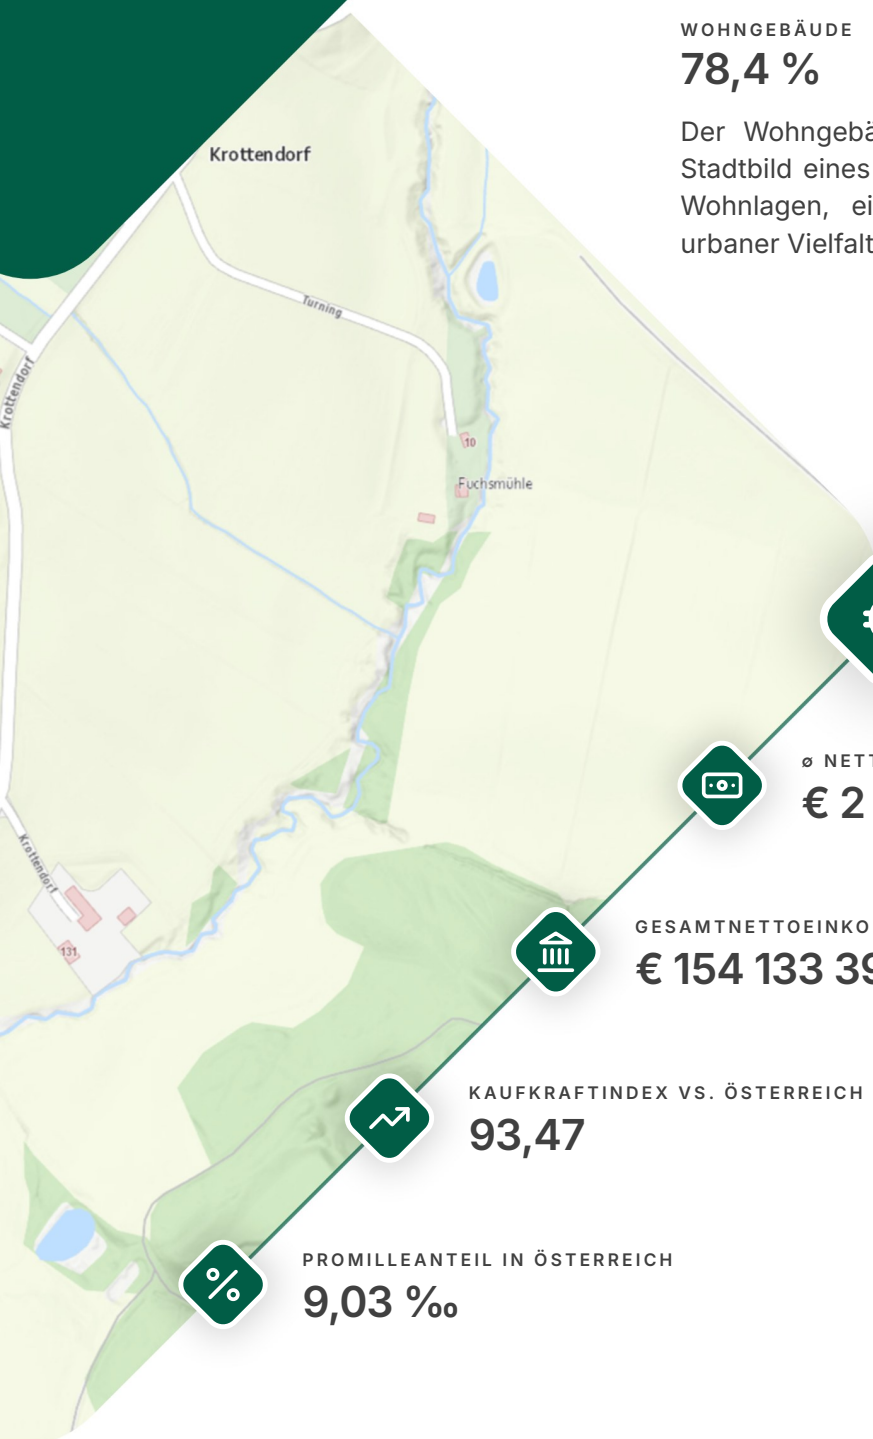 WOHNGEBÄUDE
78,4 %
Der Wohngebä
Stadtbild eines
Wohnlagen, ei
urbaner Vielfalt
Krottendorf
Turning
Krottendorf
10
Fuchsmühle
ø NETT
€ 2
Krottendorf
131
GESAMTNETTOEINKO
€ 154 133 39
KAUFKRAFTINDEX VS. ÖSTERREICH
93,47
PROMILLEANTEIL IN ÖSTERREICH
9,03 ‰